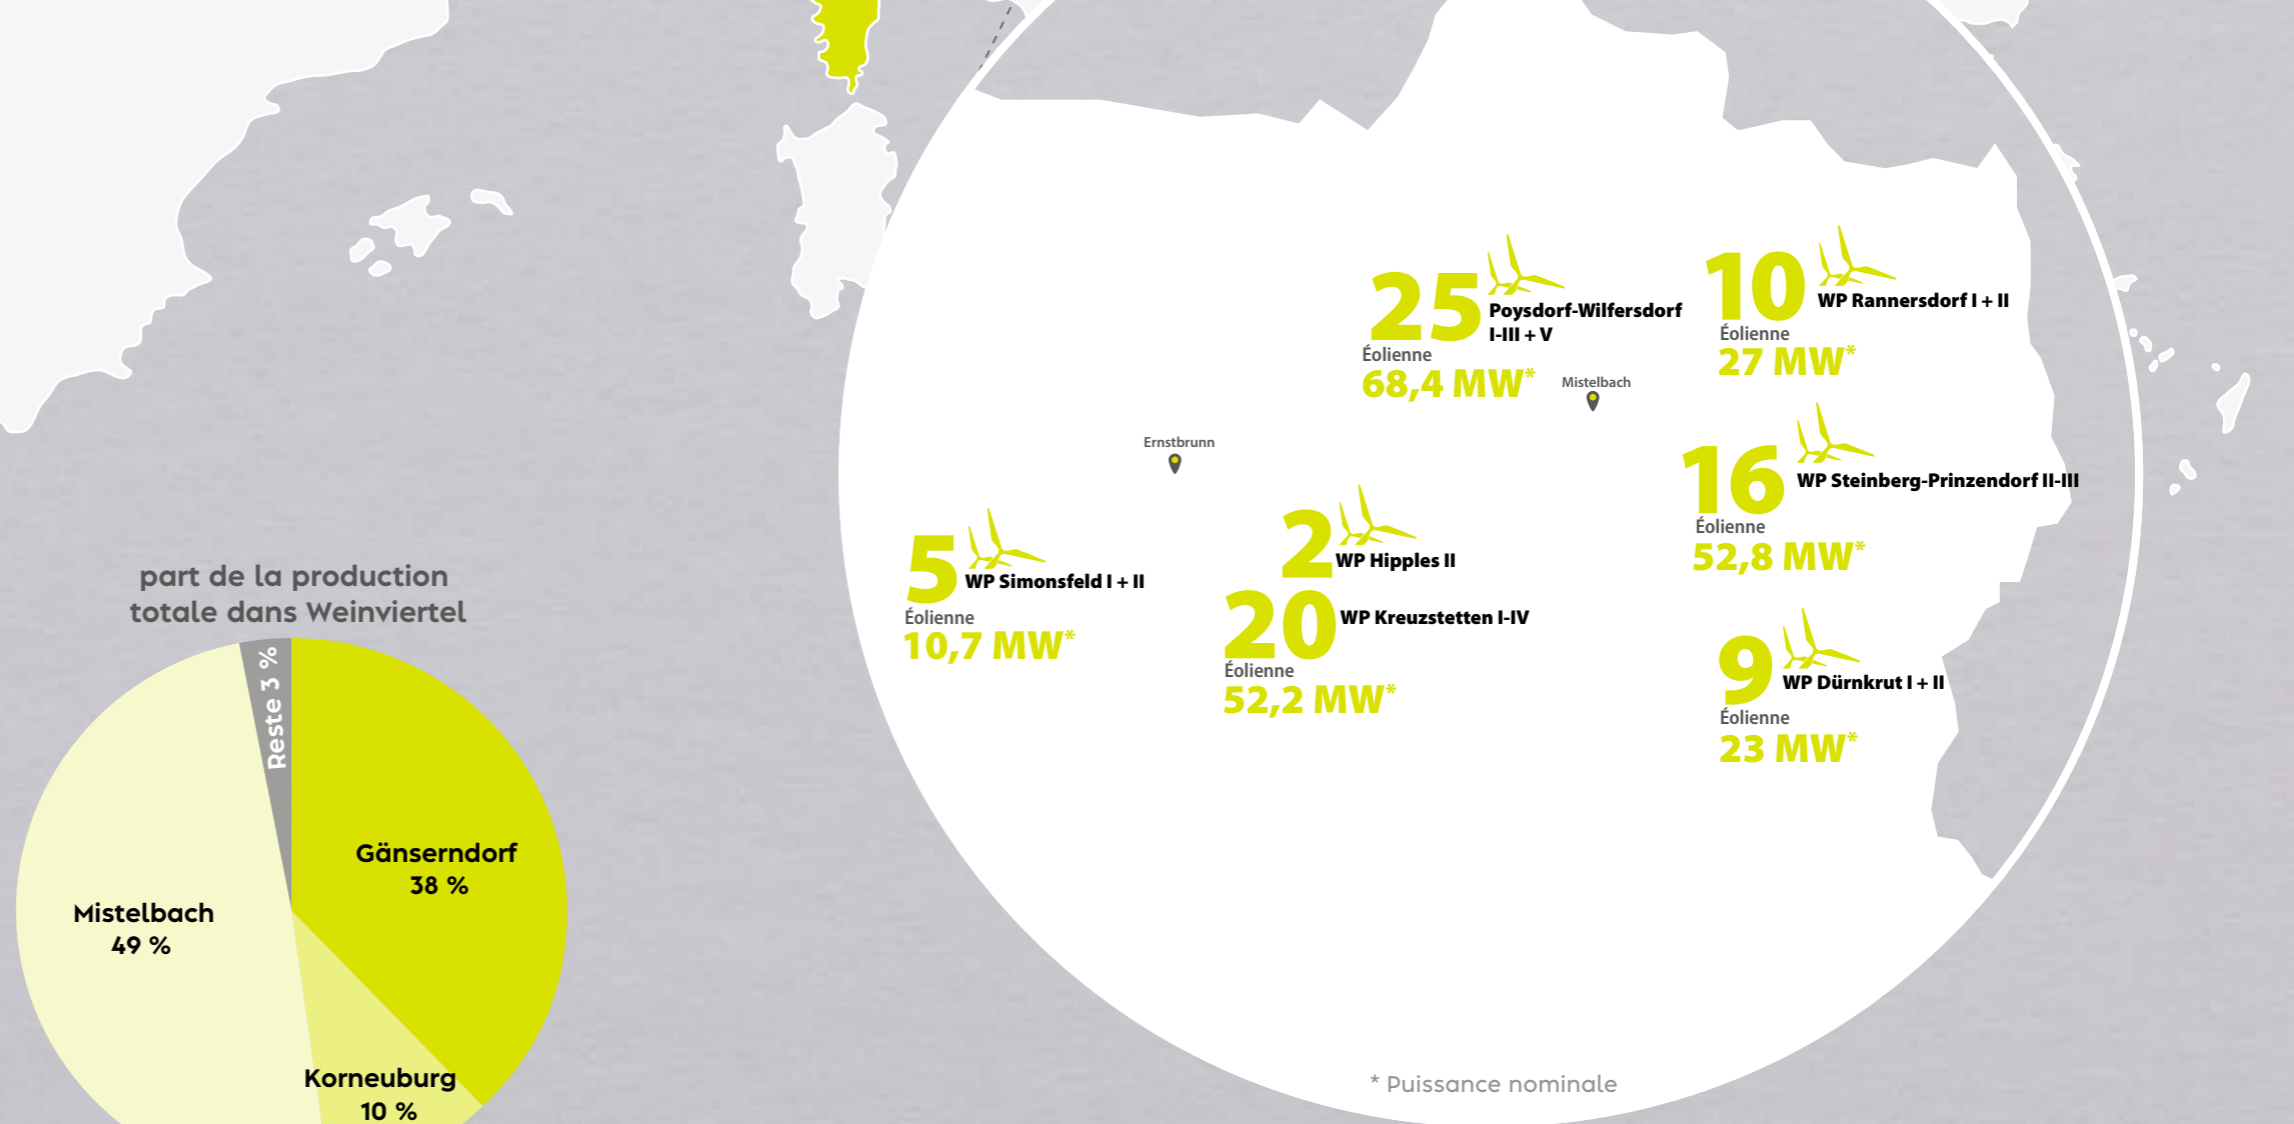 25
Poysdorf-Wilfersdorf
I-III + V
Éolienne
68,4 MW*
10
WP Rannersdorf I + II
Éolienne
27 MW*
Mistelbach
Ernstbrunn
16
WP Steinberg-Prinzendorf II-III
Éolienne
52,8 MW*
5
WP Simonsfeld I + II
Éolienne
10,7 MW*
2
WP Hipples II
20
WP Kreuzstetten I-IV
Éolienne
52,2 MW*
9
WP Dürnkrut I + II
Éolienne
23 MW*
part de la production
totale dans Weinviertel
Reste 3 %
Gänserndorf
38 %
Mistelbach
49 %
Korneuburg
10 %
* Puissance nominale